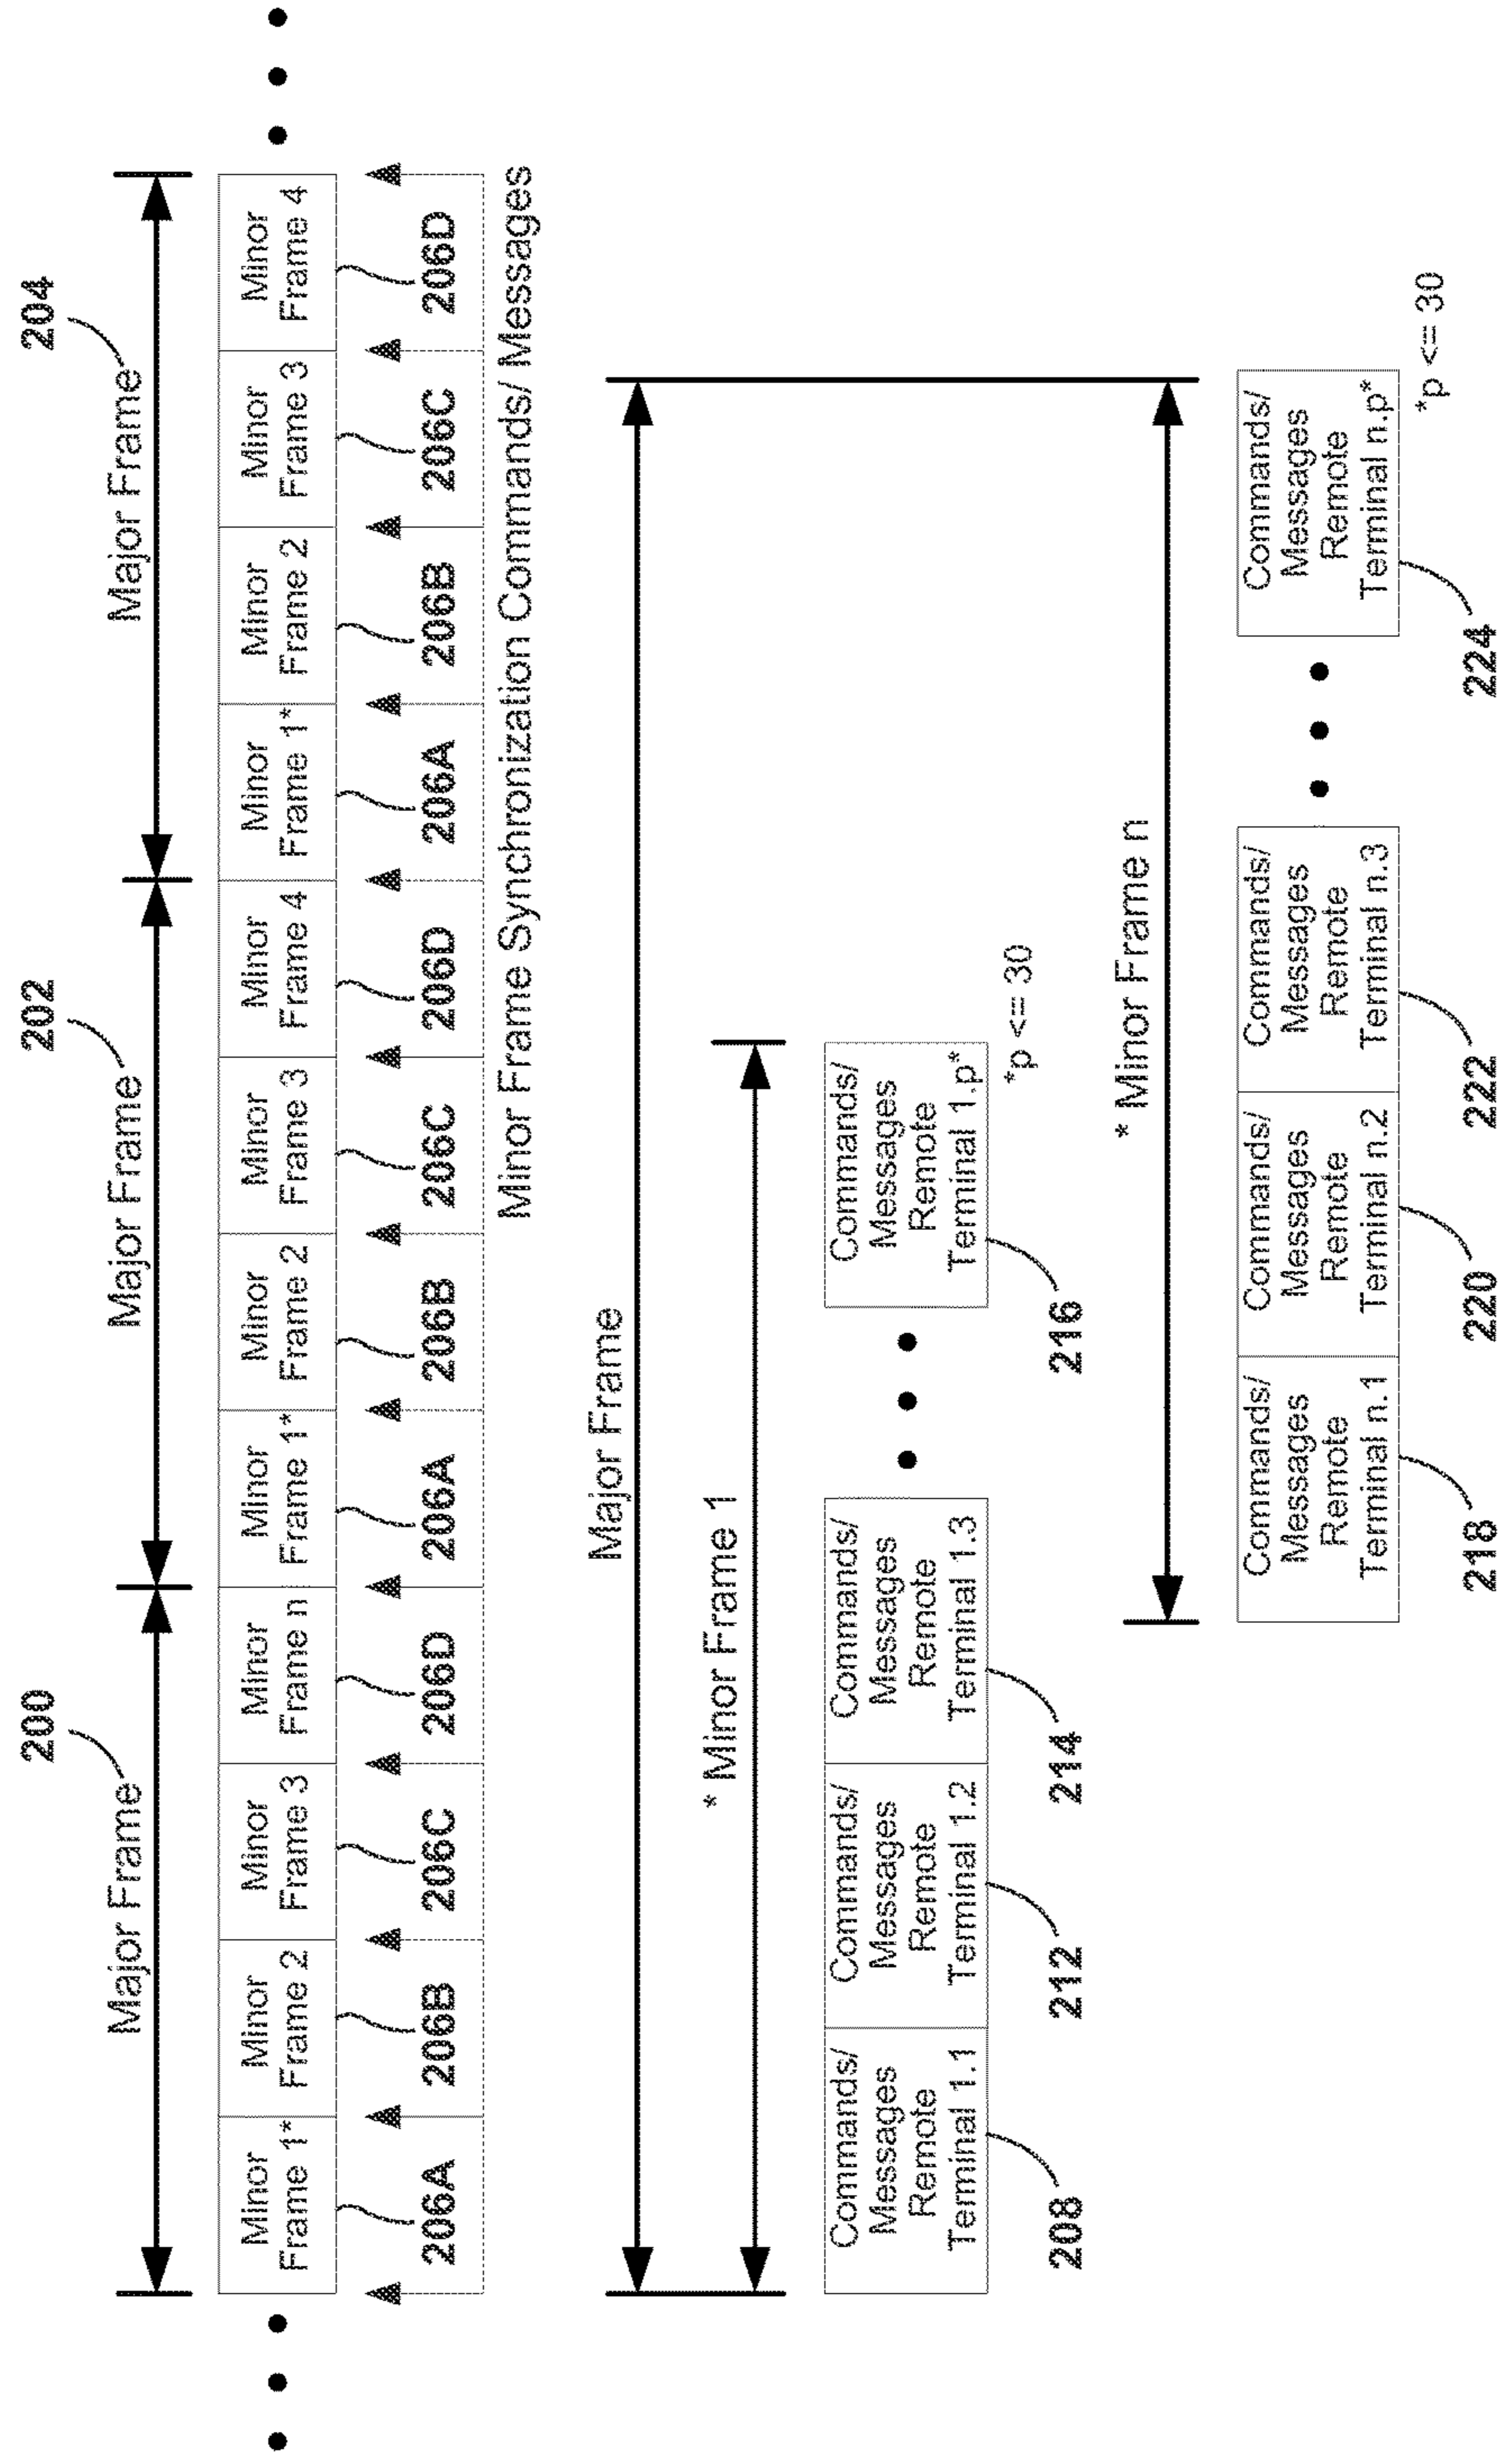 200
202
204
Major Frame
Major Frame
Major Frame
Minor
Frame 1*
Minor
Frame 2
Minor
Frame 3
Minor
Frame n
Minor
Frame 1*
Minor
Frame 2
Minor
Frame 3
Minor
Frame 4
Minor
Frame 1*
Minor
Frame 2
Minor
Frame 3
Minor
Frame 4
206A
206B
206C
206D
206A
206B
206C
206D
206A
206B
206C
206D
Minor Frame Synchronization Commands/ Messages
Major Frame
* Minor Frame 1
Commands/
Messages
Remote
Terminal 1.1
Commands/
Messages
Remote
Terminal 1.2
Commands/
Messages
Remote
Terminal 1.3
Commands/
Messages
Remote
Terminal 1.p*
*p <= 30
208
212
214
216
* Minor Frame n
Commands/
Messages
Remote
Terminal n.1
Commands/
Messages
Remote
Terminal n.2
Commands/
Messages
Remote
Terminal n.3
Commands/
Messages
Remote
Terminal n.p*
*p <= 30
218
220
222
224